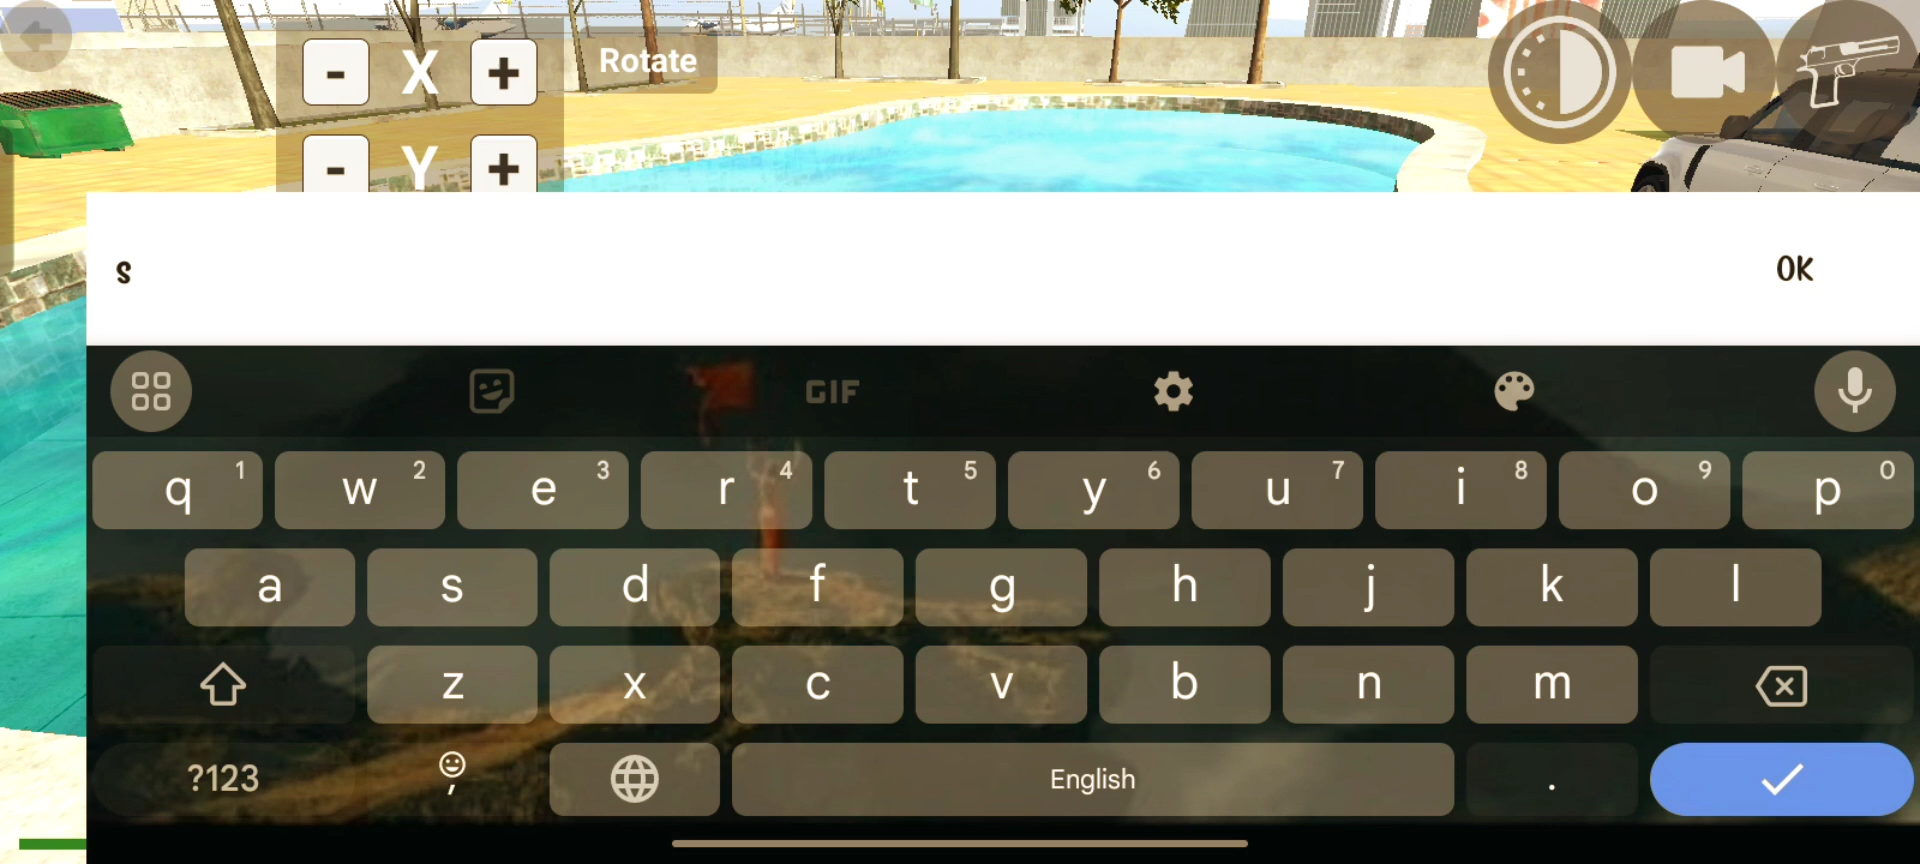 - X +
Rotate
- Y +
s
OK
GIF
q 1 w 2 e 3 r 4 t 5 y 6 u 7 i 8 o 9 p 0
a s d f g h j k l
z x c v b n m
?123 , English .